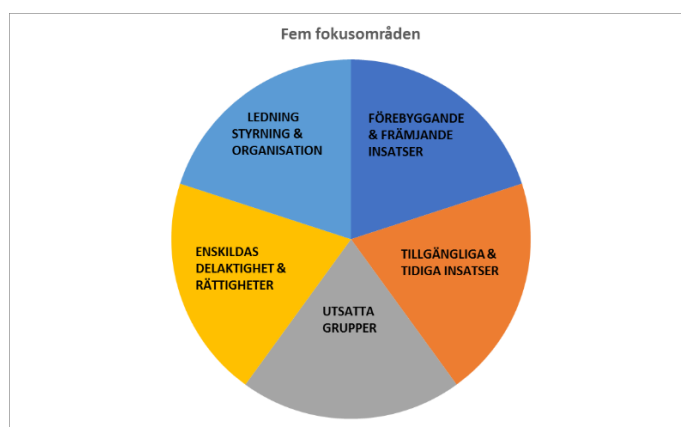 Fem fokusområden
LEDNING
STYRNING &
ORGANISATION
FÖREBYGGANDE
& FRÄMJANDE
INSATSER
ENSKILDAS
DELAKTIGHET &
RÄTTIGHETER
TILLGÄNGLIGA &
TIDIGA INSATSER
UTSATTA
GRUPPER